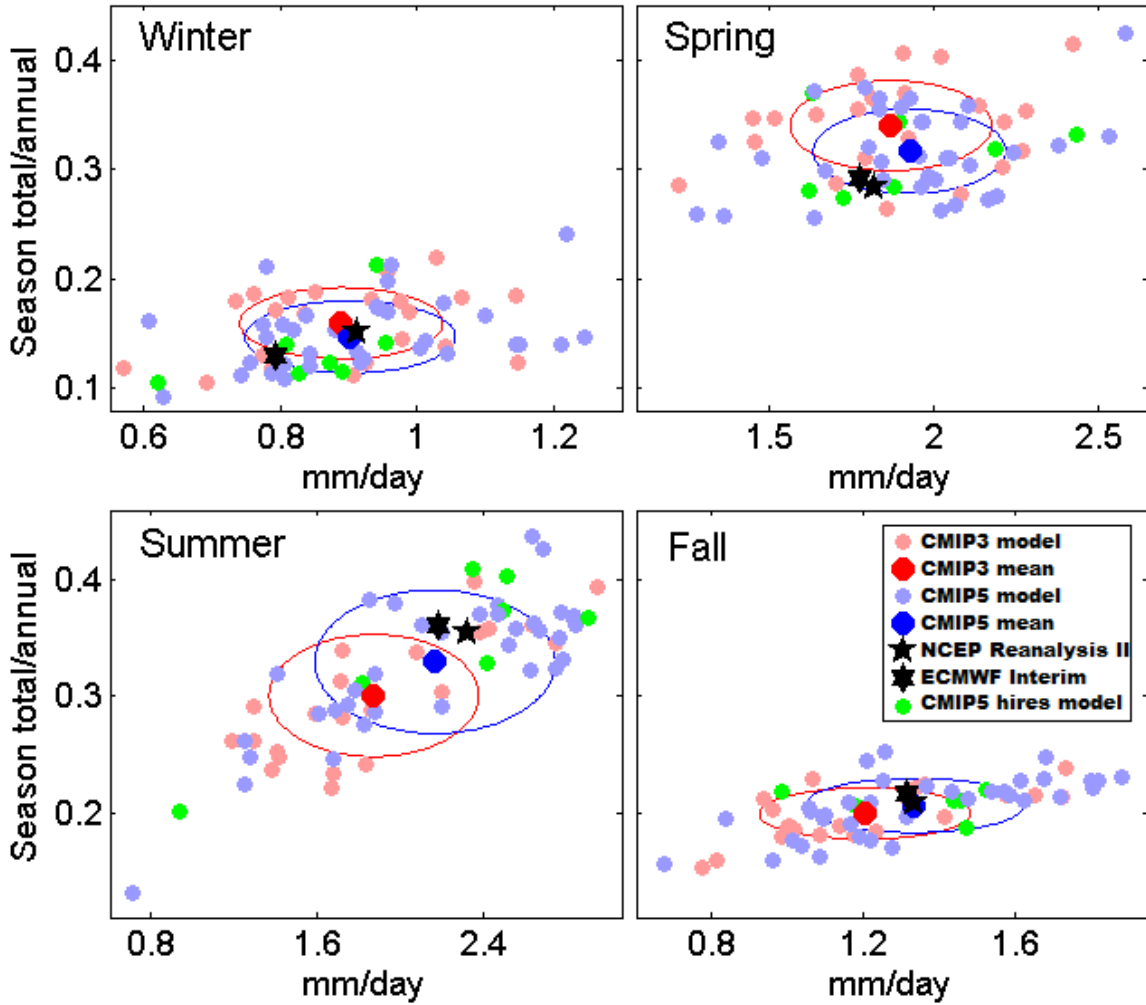 Winter
Season total/annual
0.4
0.3
0.2
0.1
0.6
0.8
1
1.2
mm/day
Spring
1.5
2
2.5
mm/day
Summer
Season total/annual
0.4
0.3
0.2
0.8
1.6
2.4
mm/day
Fall
CMIP3 model
CMIP3 mean
CMIP5 model
CMIP5 mean
NCEP Reanalysis II
ECMWF Interim
CMIP5 hires model
0.8
1.2
1.6
mm/day